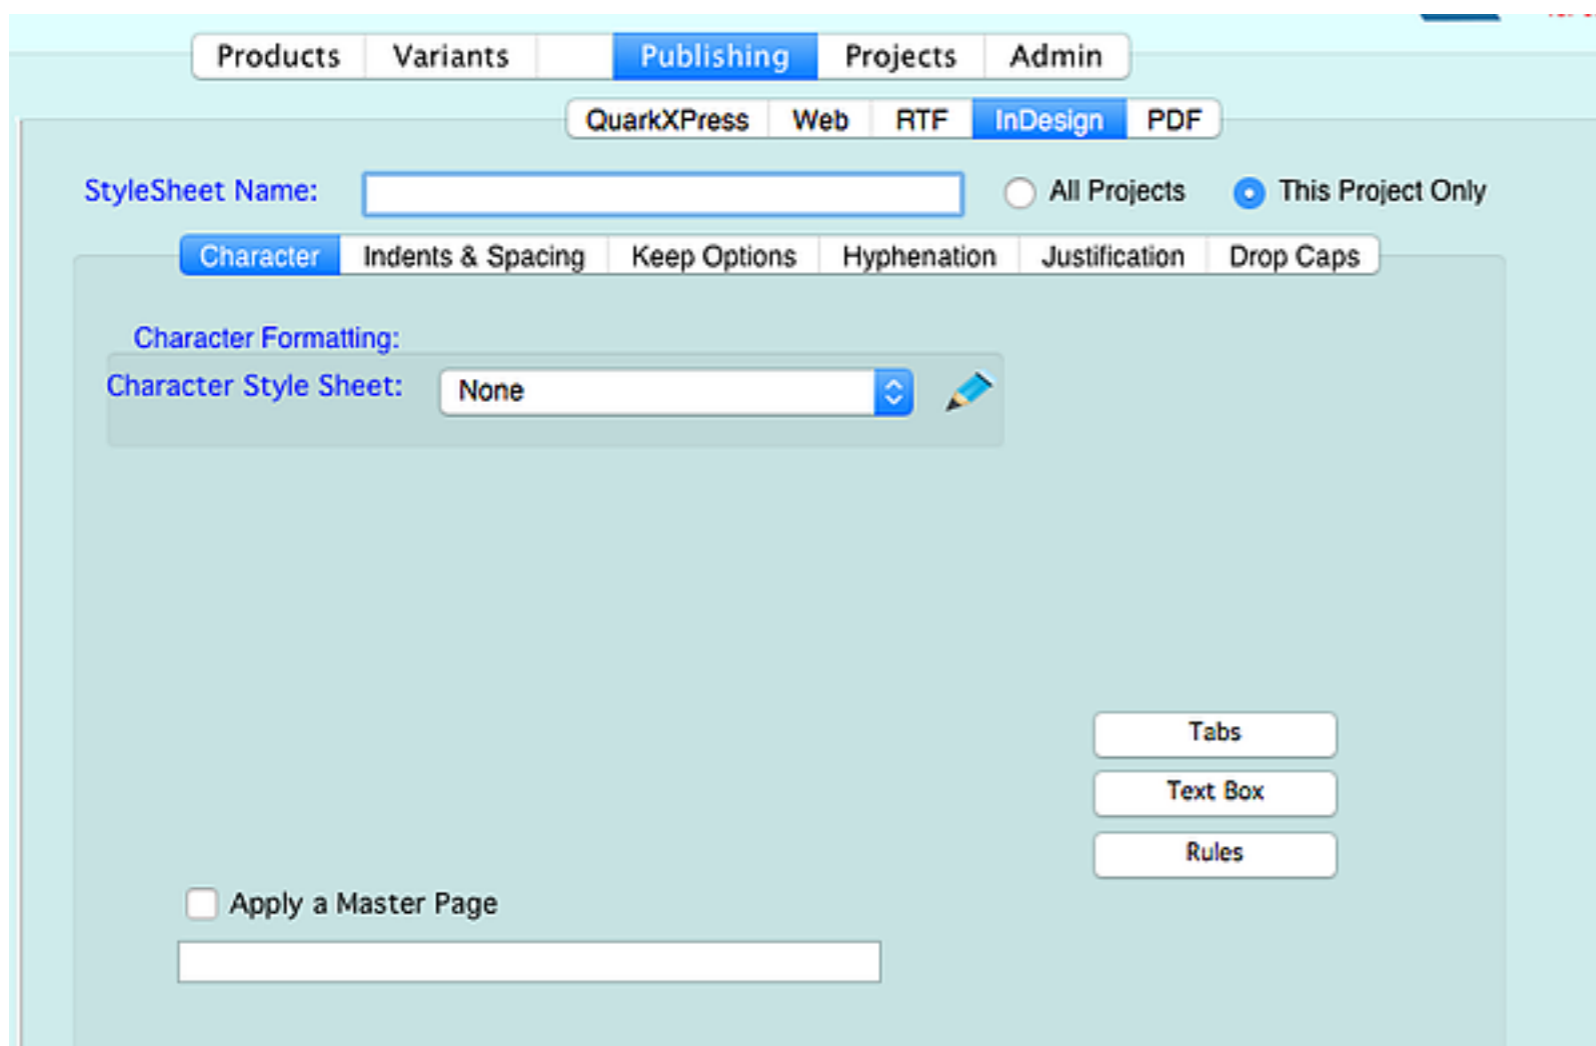 Products Variants Publishing Projects Admin
QuarkXPress Web RTF InDesign PDF
StyleSheet Name: All Projects This Project Only
Character Indents & Spacing Keep Options Hyphenation Justification Drop Caps
Character Formatting:
Character Style Sheet: None
Tabs
Text Box
Rules
Apply a Master Page